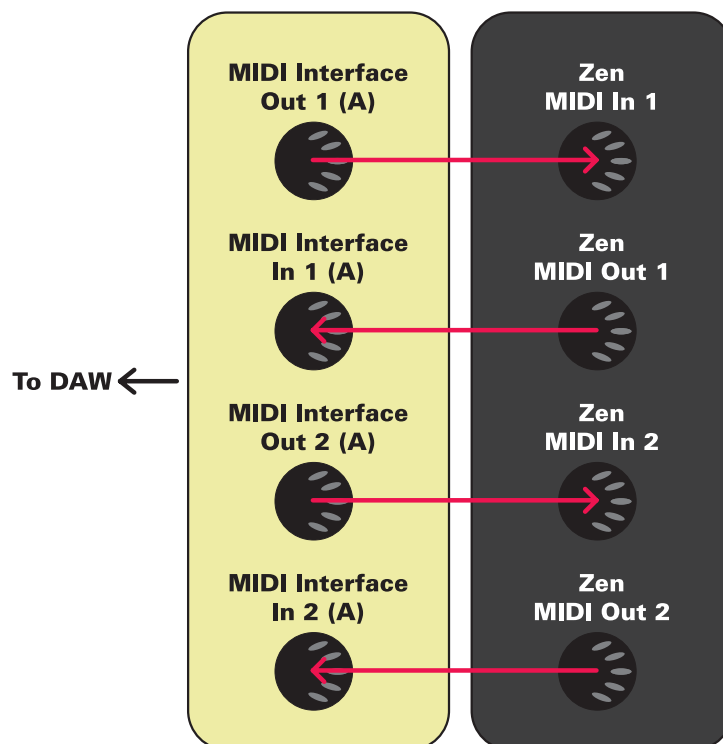 MIDI Interface
Out 1 (A)
Zen
MIDI In 1
MIDI Interface
In 1 (A)
Zen
MIDI Out 1
To DAW
MIDI Interface
Out 2 (A)
Zen
MIDI In 2
MIDI Interface
In 2 (A)
Zen
MIDI Out 2